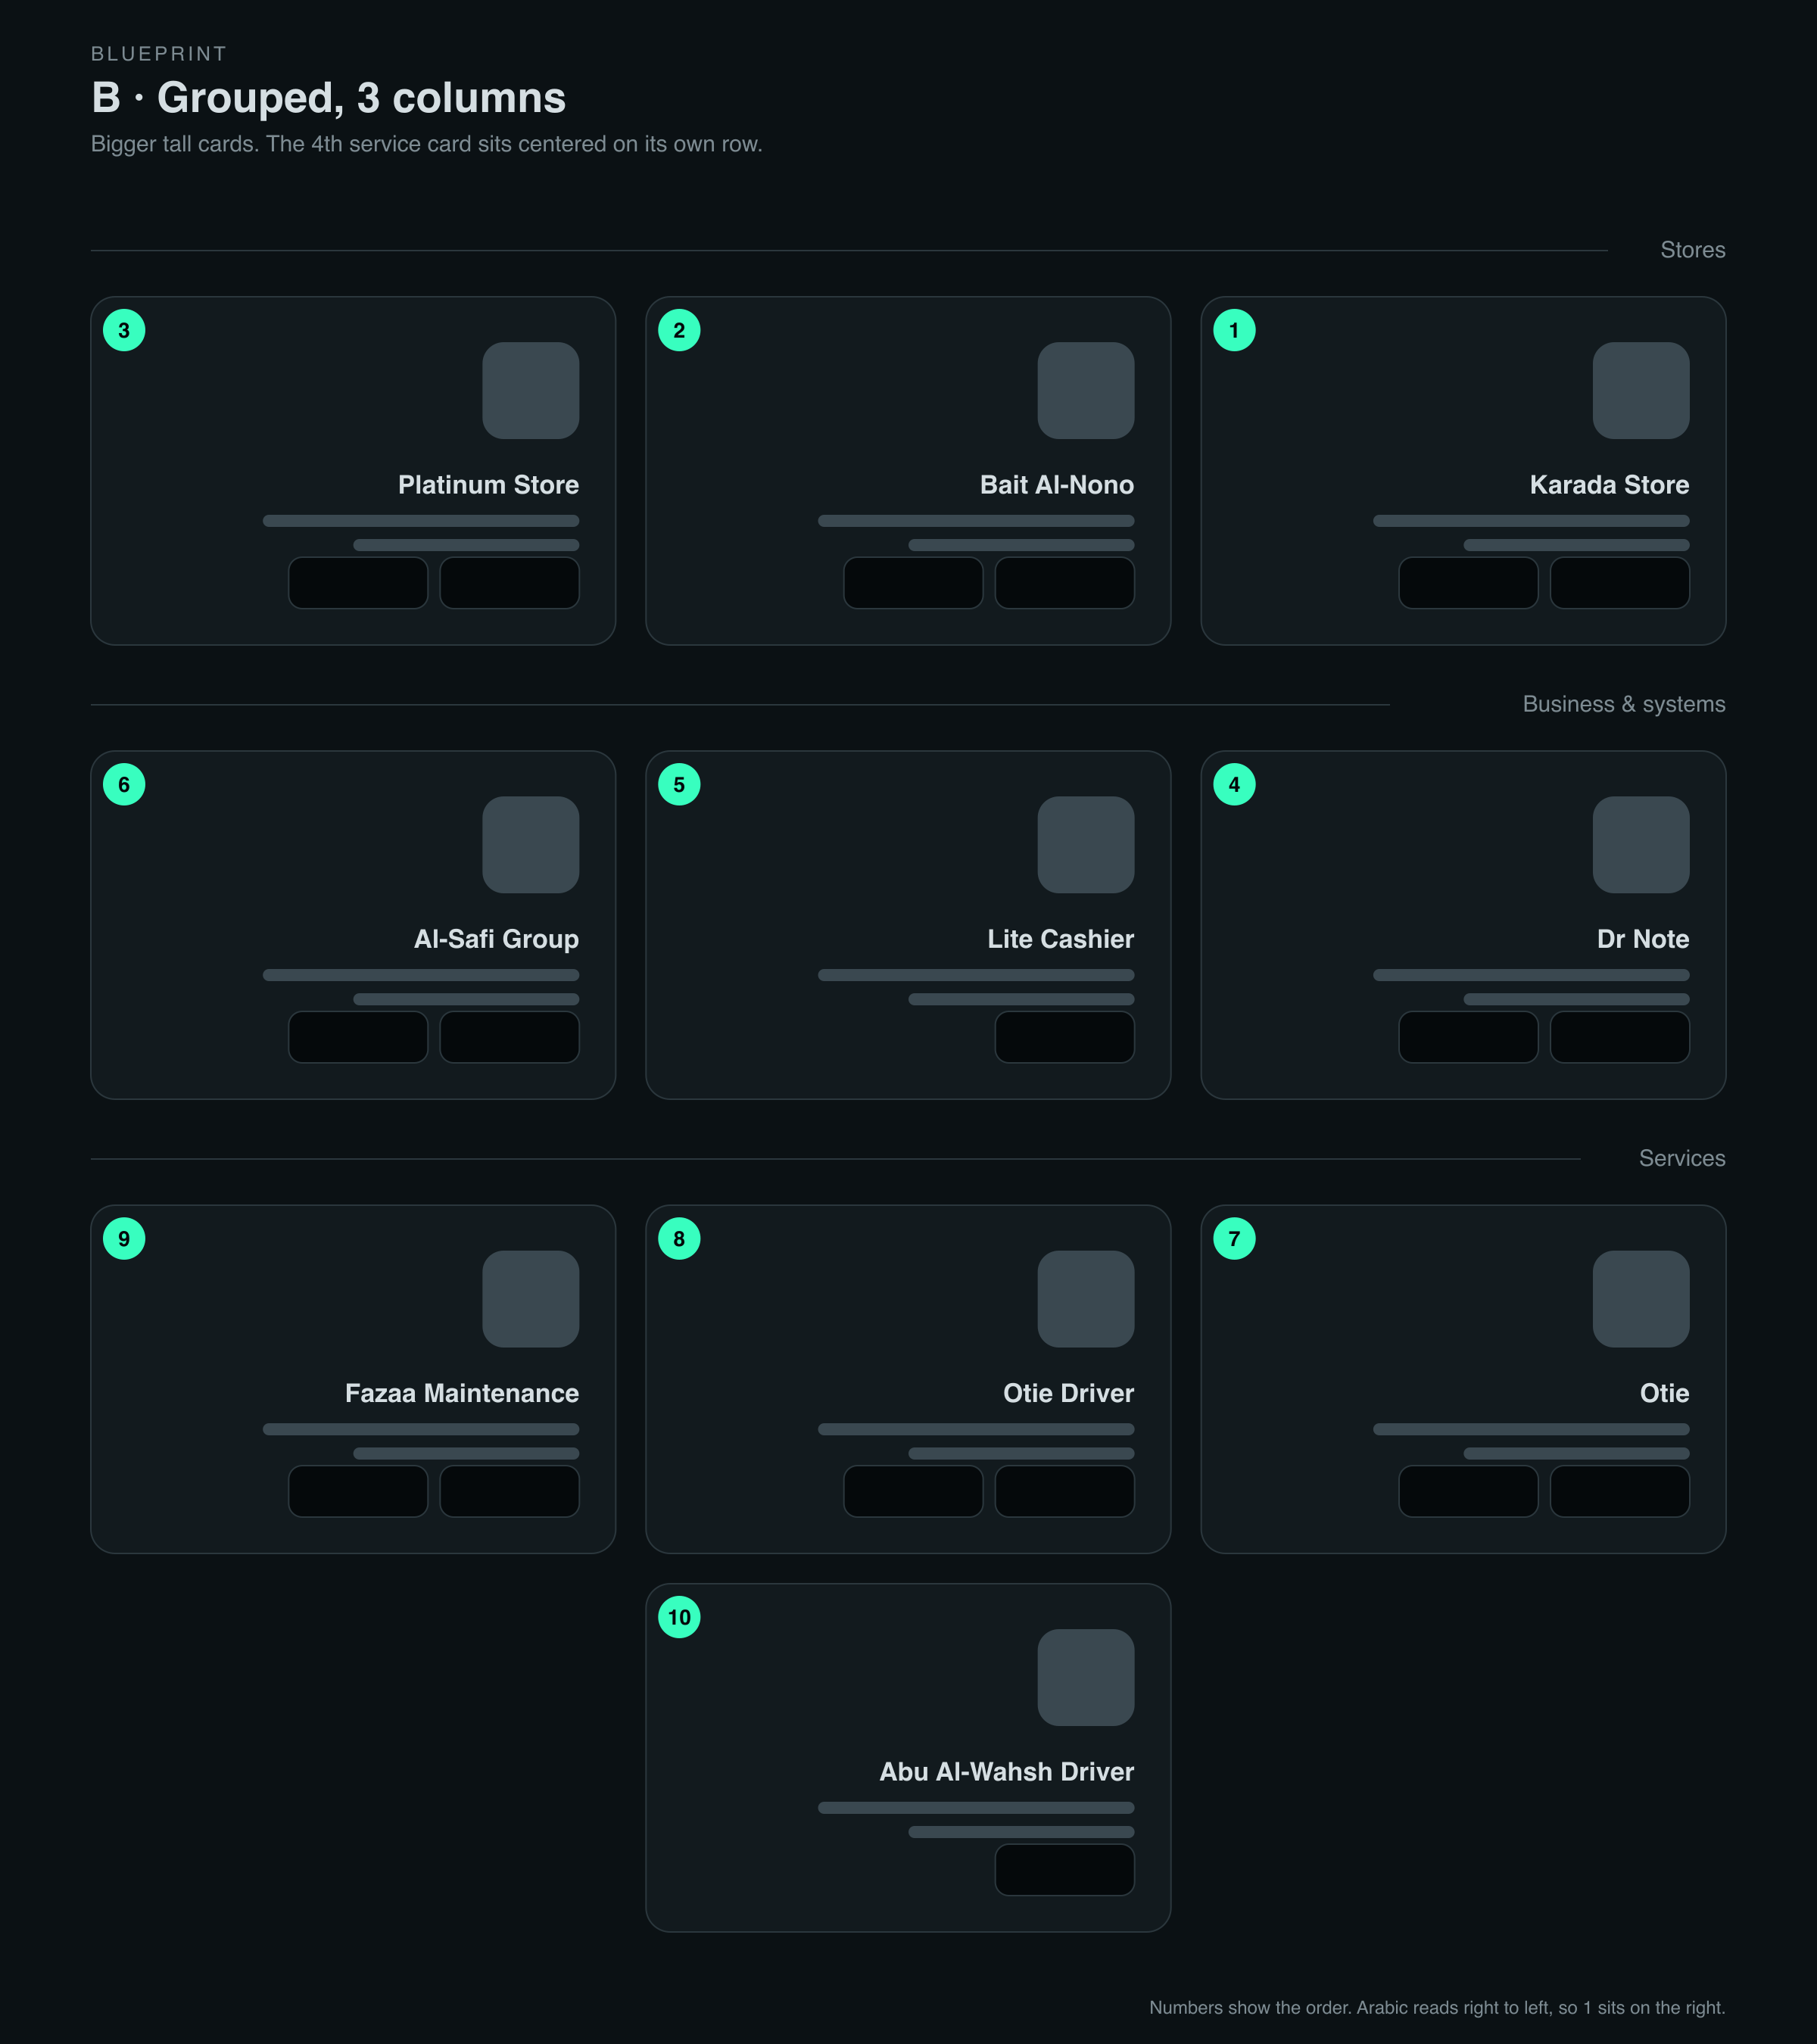 BLUEPRINT
B · Grouped, 3 columns
Bigger tall cards. The 4th service card sits centered on its own row.
Stores
3
2
1
Platinum Store
Bait Al-Nono
Karada Store
Business & systems
6
5
4
Al-Safi Group
Lite Cashier
Dr Note
Services
9
8
7
Fazaa Maintenance
Otie Driver
Otie
10
Abu Al-Wahsh Driver
Numbers show the order. Arabic reads right to left, so 1 sits on the right.